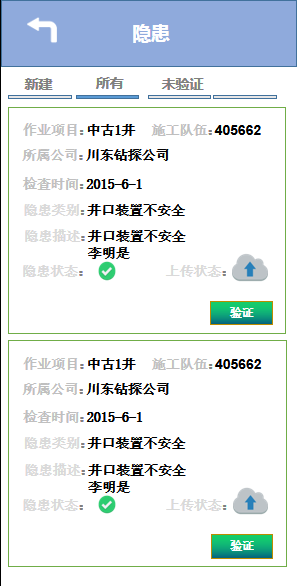 隐患
新建 所有 未验证
作业项目:中古1井 施工队伍:405662
所属公司:川东钻探公司
检查时间:2015-6-1
隐患类别:井口装置不安全
隐患描述:井口装置不安全
李明是
隐患状态: 上传状态:
验证
作业项目:中古1井 施工队伍:405662
所属公司:川东钻探公司
检查时间:2015-6-1
隐患类别:井口装置不安全
隐患描述:井口装置不安全
李明是
隐患状态: 上传状态:
验证